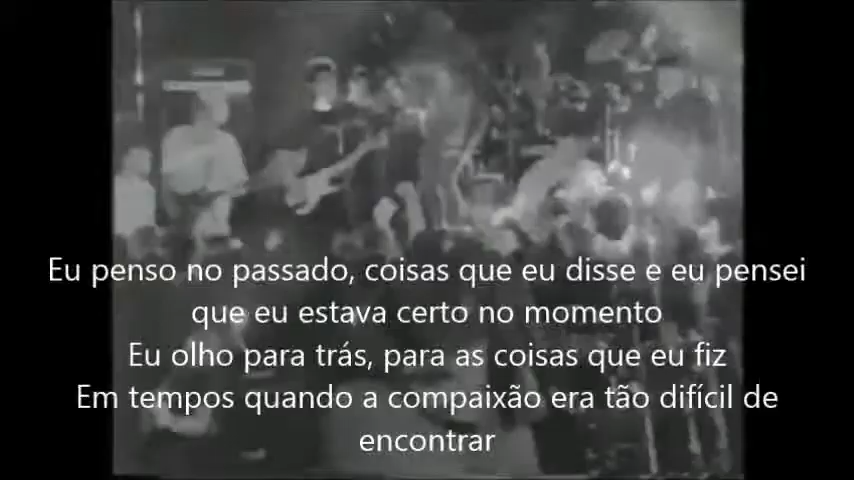 Eu penso no passado, coisas que eu disse e eu pensei
que eu estava certo no momento
Eu olho para trás, para as coisas que eu fiz
Em tempos quando a compaixão era tão difícil de
encontrar